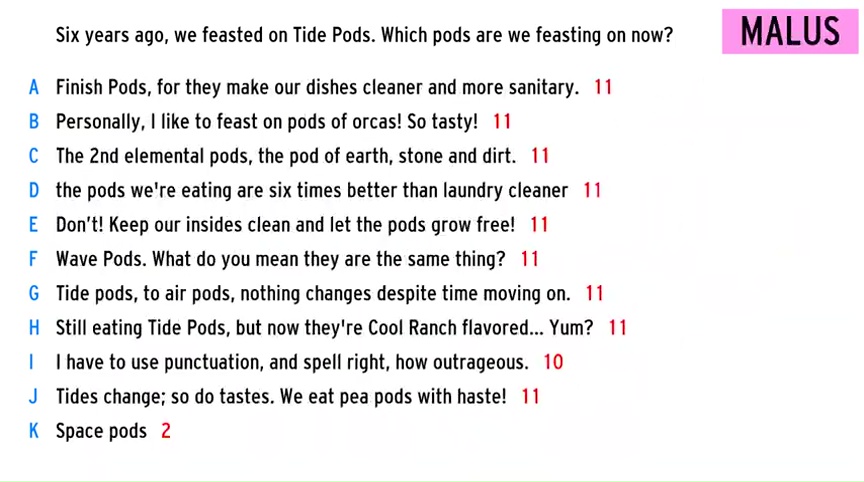 Six years ago, we feasted on Tide Pods. Which pods are we feasting on now?
MALUS
A Finish Pods, for they make our dishes cleaner and more sanitary. 11
B Personally, I like to feast on pods of orcas! So tasty! 11
C The 2nd elemental pods, the pod of earth, stone and dirt. 11
D the pods we're eating are six times better than laundry cleaner 11
E Don't! Keep our insides clean and let the pods grow free! 11
F Wave Pods. What do you mean they are the same thing? 11
G Tide pods, to air pods, nothing changes despite time moving on. 11
H Still eating Tide Pods, but now they're Cool Ranch flavored... Yum? 11
I I have to use punctuation, and spell right, how outrageous. 10
J Tides change; so do tastes. We eat pea pods with haste! 11
K Space pods 2